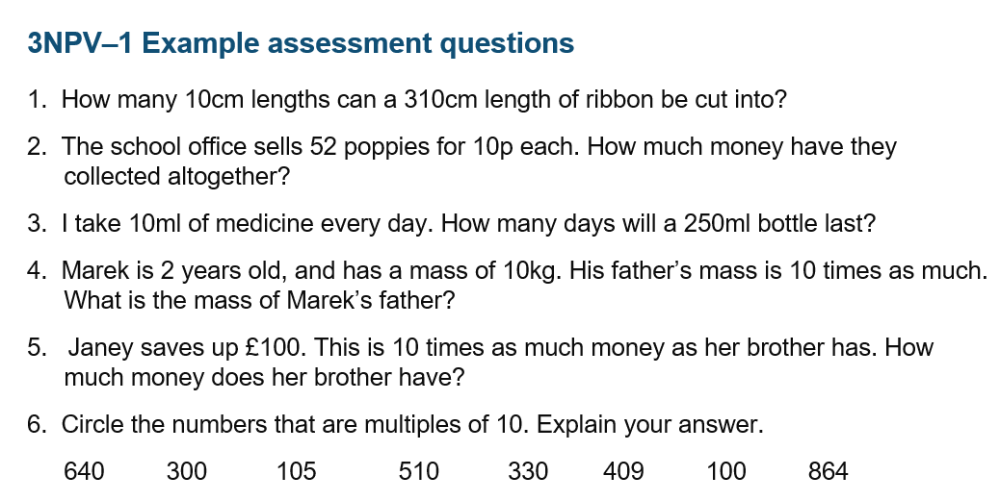 3NPV–1 Example assessment questions
1. How many 10cm lengths can a 310cm length of ribbon be cut into?
2. The school office sells 52 poppies for 10p each. How much money have they
collected altogether?
3. I take 10ml of medicine every day. How many days will a 250ml bottle last?
4. Marek is 2 years old, and has a mass of 10kg. His father’s mass is 10 times as much.
What is the mass of Marek’s father?
5. Janey saves up £100. This is 10 times as much money as her brother has. How
much money does her brother have?
6. Circle the numbers that are multiples of 10. Explain your answer.
640 300 105 510 330 409 100 864